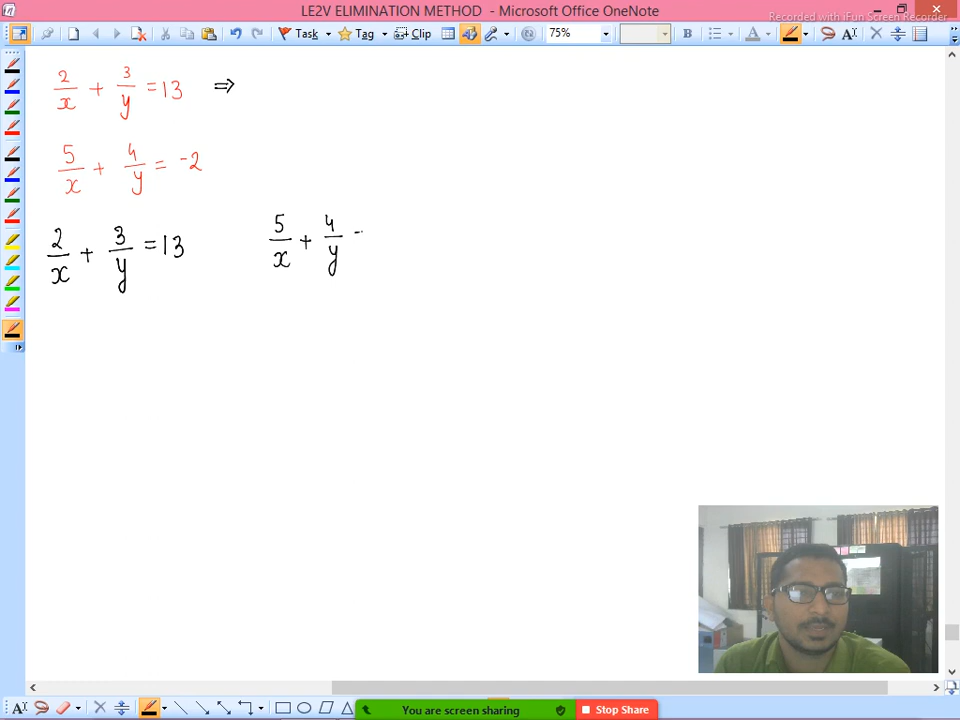 LE2V ELIMINATION METHOD - Microsoft Office OneNote
Recorded with iFun Screen Recorder
Task Tag Clip 75% B A
2/x + 3/y = 13 ⇒
5/x + 4/y = -2
2/x + 3/y = 13 5/x + 4/y -
You are screen sharing Stop Share